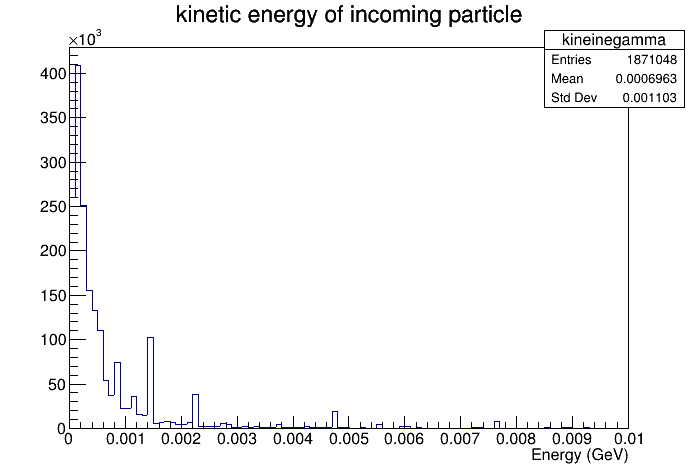 kinetic energy of incoming particle
×10³
kineinegamma
Entries 1871048
Mean 0.0006963
Std Dev 0.001103
400
350
300
250
200
150
100
50
0
0 0.001 0.002 0.003 0.004 0.005 0.006 0.007 0.008 0.009 0.01
Energy (GeV)